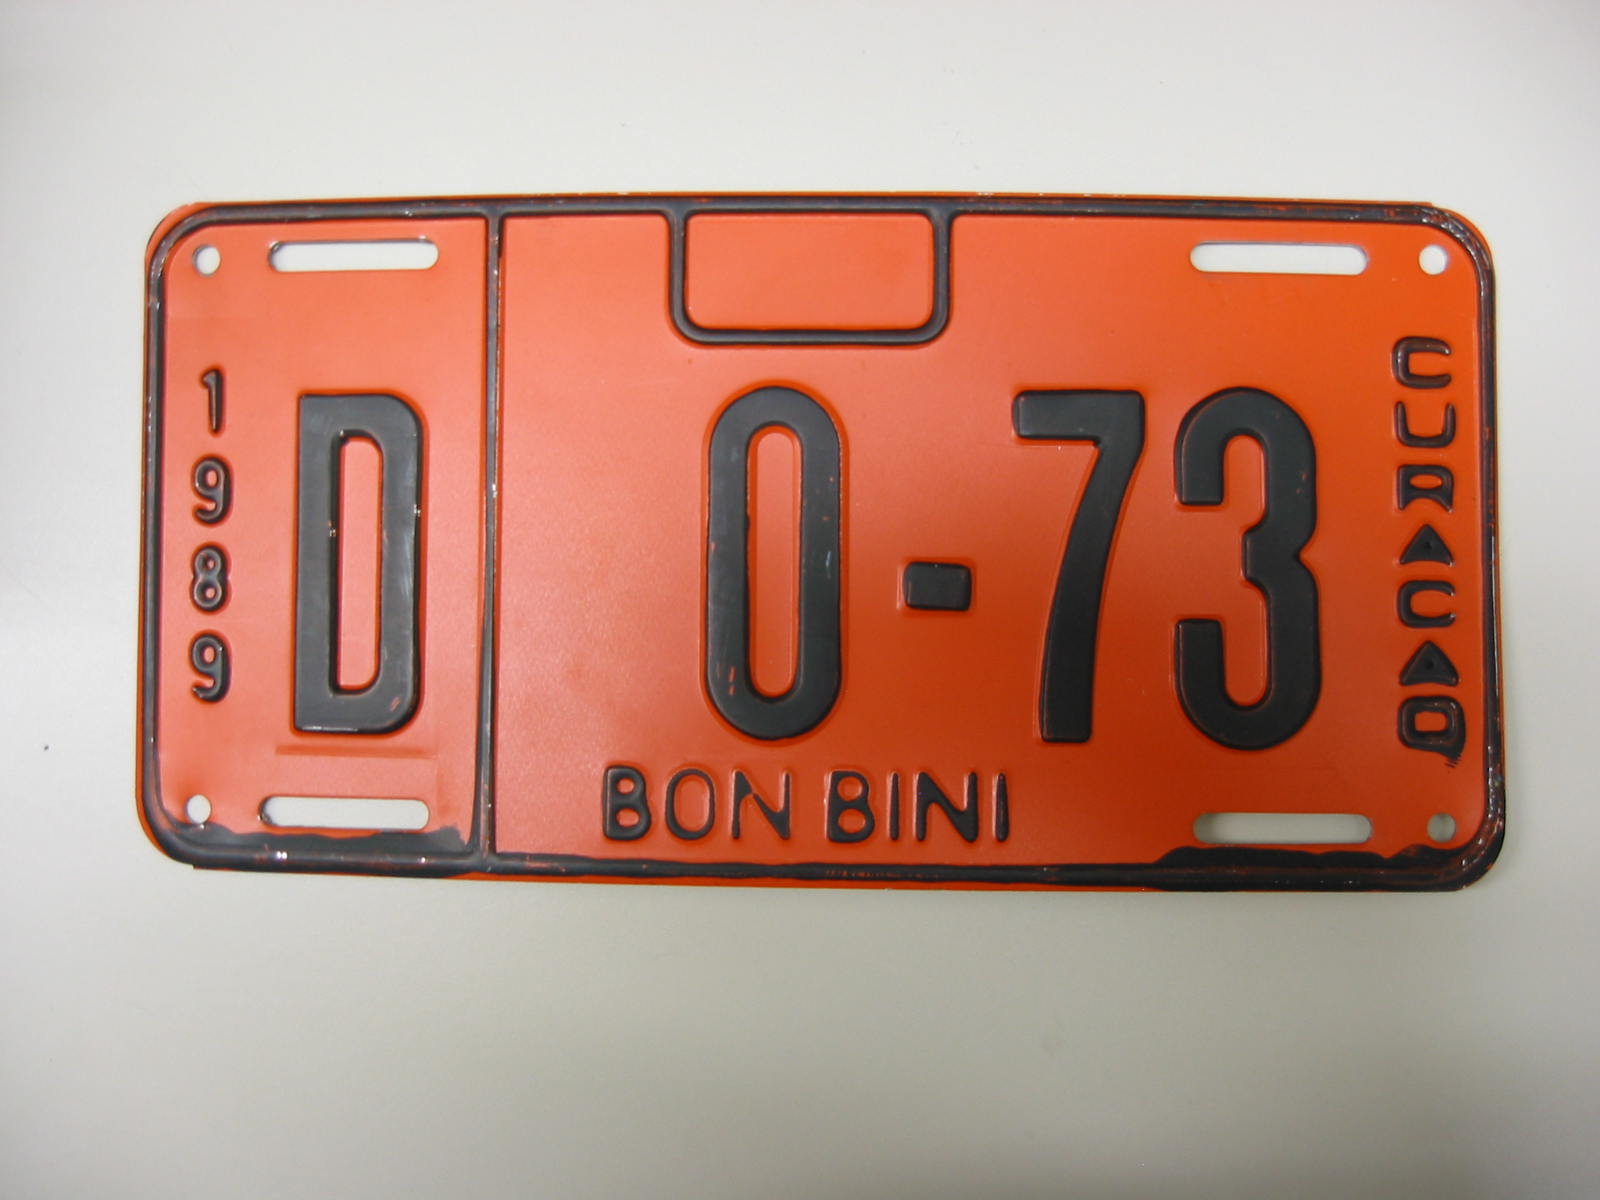 1989
D
0-73
CURACAO
BON BINI